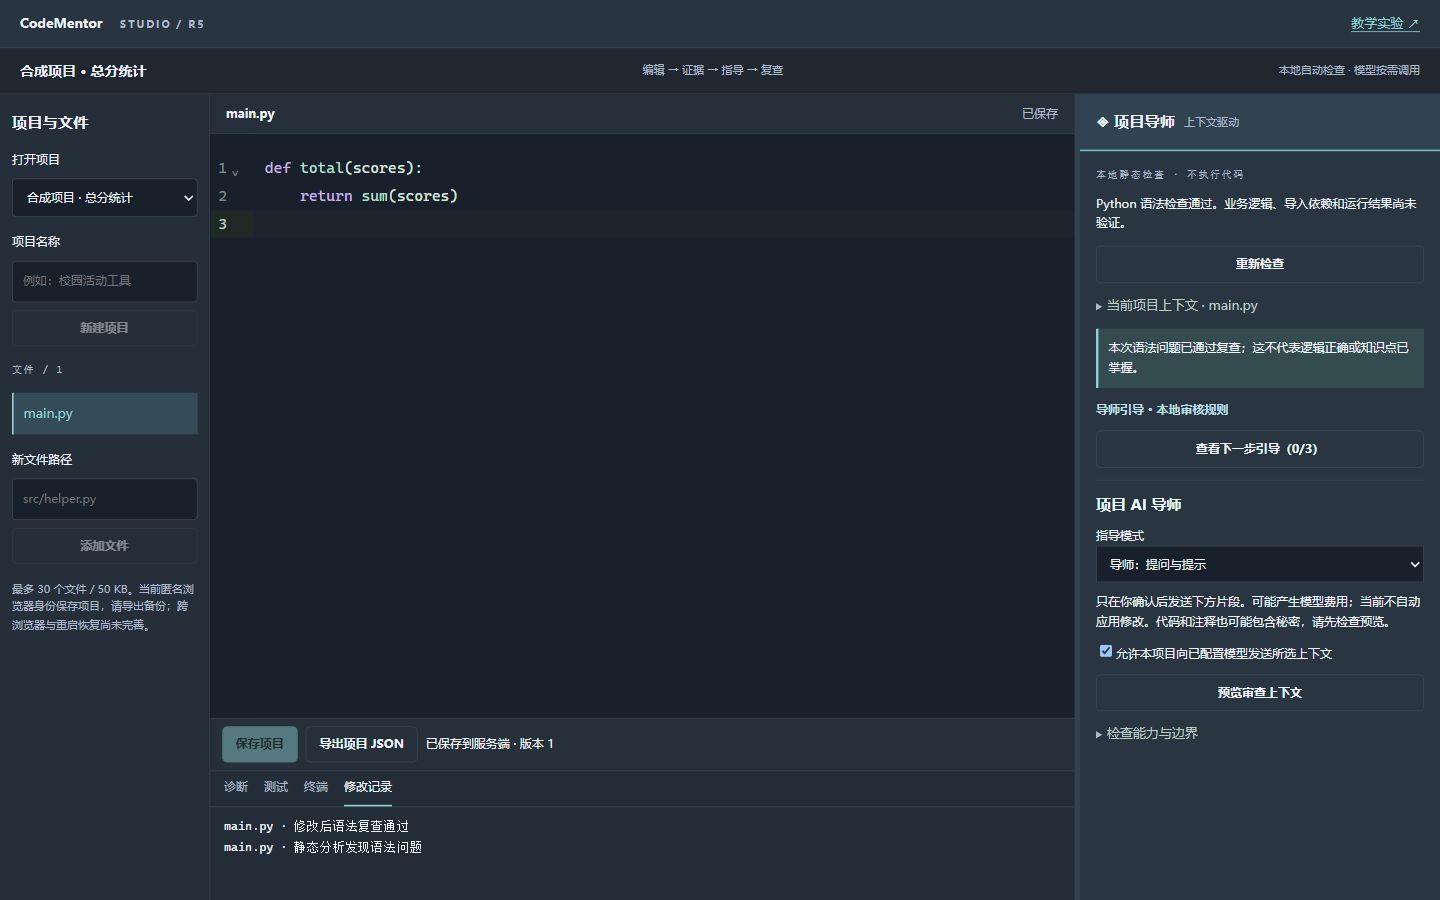 CodeMentor STUDIO / R5
教学实验 ↗
合成项目 • 总分统计
编辑 → 证据 → 指导 → 复查
本地自动检查 · 模型按需调用
项目与文件
打开项目
合成项目 · 总分统计
项目名称
例如：校园活动工具
新建项目
文件 / 1
main.py
新文件路径
src/helper.py
添加文件
最多 30 个文件 / 50 KB。当前匿名浏
览器身份保存项目，请导出备份；跨
浏览器与重启恢复尚未完善。
main.py
已保存
1 def total(scores):
2 return sum(scores)
3
保存项目
导出项目 JSON
已保存到服务端 · 版本 1
诊断 测试 终端 修改记录
main.py · 修改后语法复查通过
main.py · 静态分析发现语法问题
◈ 项目导师 上下文驱动
本地静态检查 · 不执行代码
Python 语法检查通过。业务逻辑、导入依赖和运行结果尚未
验证。
重新检查
▸ 当前项目上下文 · main.py
本次语法问题已通过复查；这不代表逻辑正确或知识点已
掌握。
导师引导 • 本地审核规则
查看下一步引导（0/3）
项目 AI 导师
指导模式
导师：提问与提示
只在你确认后发送下方片段。可能产生模型费用；当前不自动
应用修改。代码和注释也可能包含秘密，请先检查预览。
允许本项目向已配置模型发送所选上下文
预览审查上下文
▸ 检查能力与边界